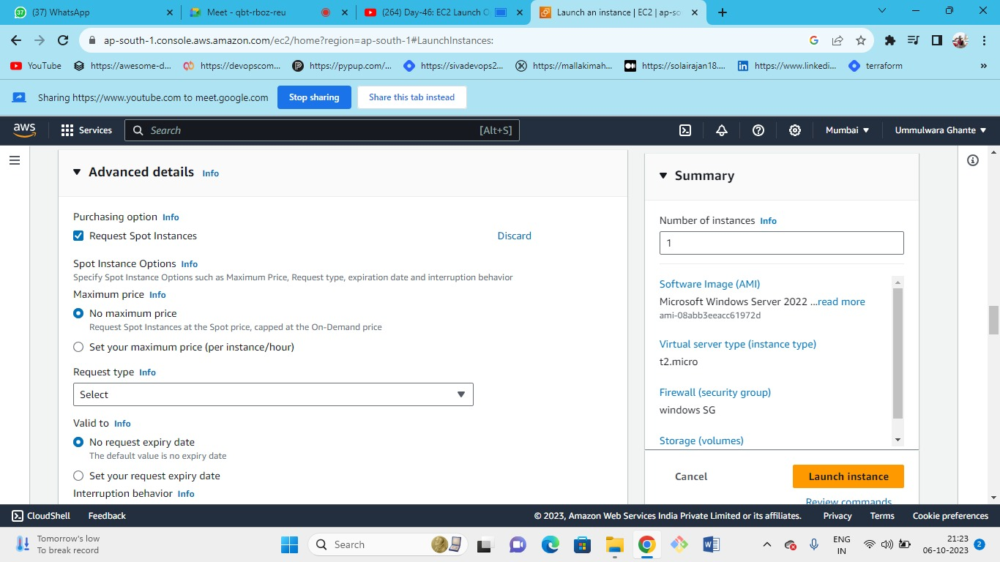 37
(37) WhatsApp
Meet - qbt-rboz-reu
(264) Day-46: EC2 Launch O
Launch an instance | EC2 | ap-so
ap-south-1.console.aws.amazon.com/ec2/home?region=ap-south-1#LaunchInstances:
YouTube
https://awesome-d...
https://devopscom...
https://pypup.com/...
https://sivadevops2...
https://mallakimah...
https://solairajan18....
https://www.linkedi...
terraform
»
Sharing https://www.youtube.com to meet.google.com
Stop sharing
Share this tab instead
aws
Services
Search
[Alt+S]
Mumbai
Ummulwara Ghante
Advanced details Info
Purchasing option Info
Request Spot Instances
Discard
Spot Instance Options Info
Specify Spot Instance Options such as Maximum Price, Request type, expiration date and interruption behavior
Maximum price Info
No maximum price
Request Spot Instances at the Spot price, capped at the On-Demand price
Set your maximum price (per instance/hour)
Request type Info
Select
Valid to Info
No request expiry date
The default value is no expiry date
Set your request expiry date
Interruption behavior Info
Summary
Number of instances Info
1
Software Image (AMI)
Microsoft Windows Server 2022 ...read more
ami-08abb3eeacc61972d
Virtual server type (instance type)
t2.micro
Firewall (security group)
windows SG
Storage (volumes)
Cancel
Launch instance
Review commands
CloudShell
Feedback
© 2023, Amazon Web Services India Private Limited or its affiliates.
Privacy
Terms
Cookie preferences
Tomorrow's low
To break record
Search
ENG
IN
21:23
06-10-2023
2